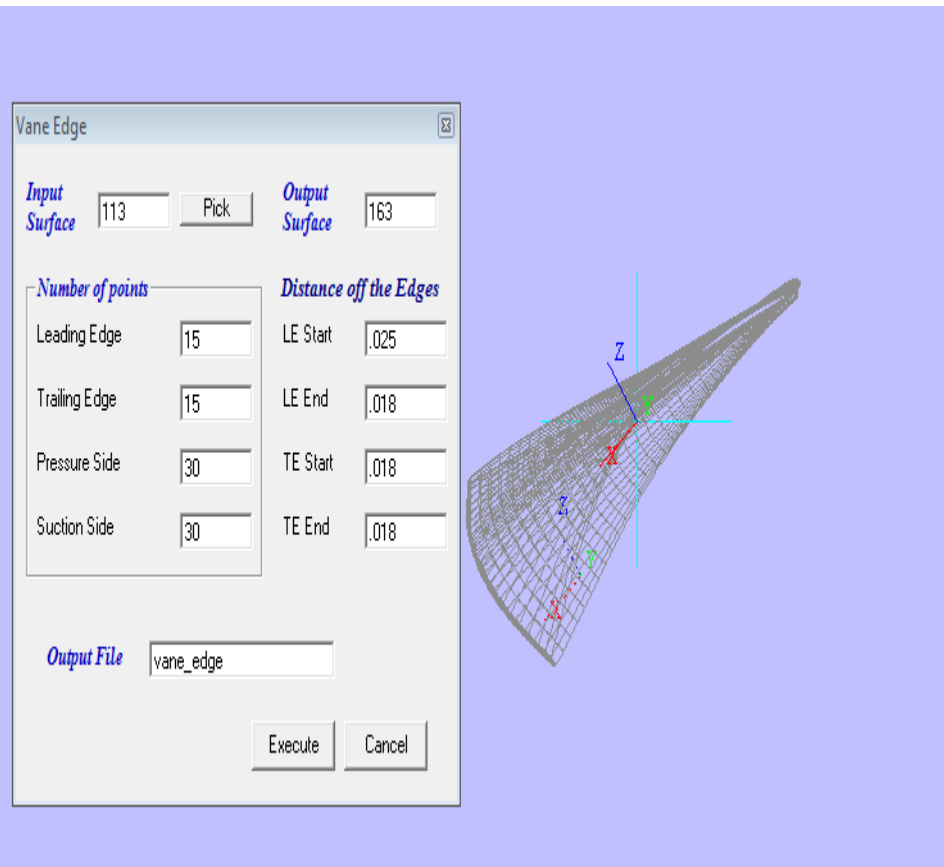 Vane Edge
Input Surface
113
Pick
Output Surface
163
Number of points
Distance off the Edges
Leading Edge
15
LE Start
.025
Trailing Edge
15
LE End
.018
Pressure Side
30
TE Start
.018
Suction Side
30
TE End
.018
Output File
vane_edge
Execute
Cancel
Z
Y
X
Z
Y
X